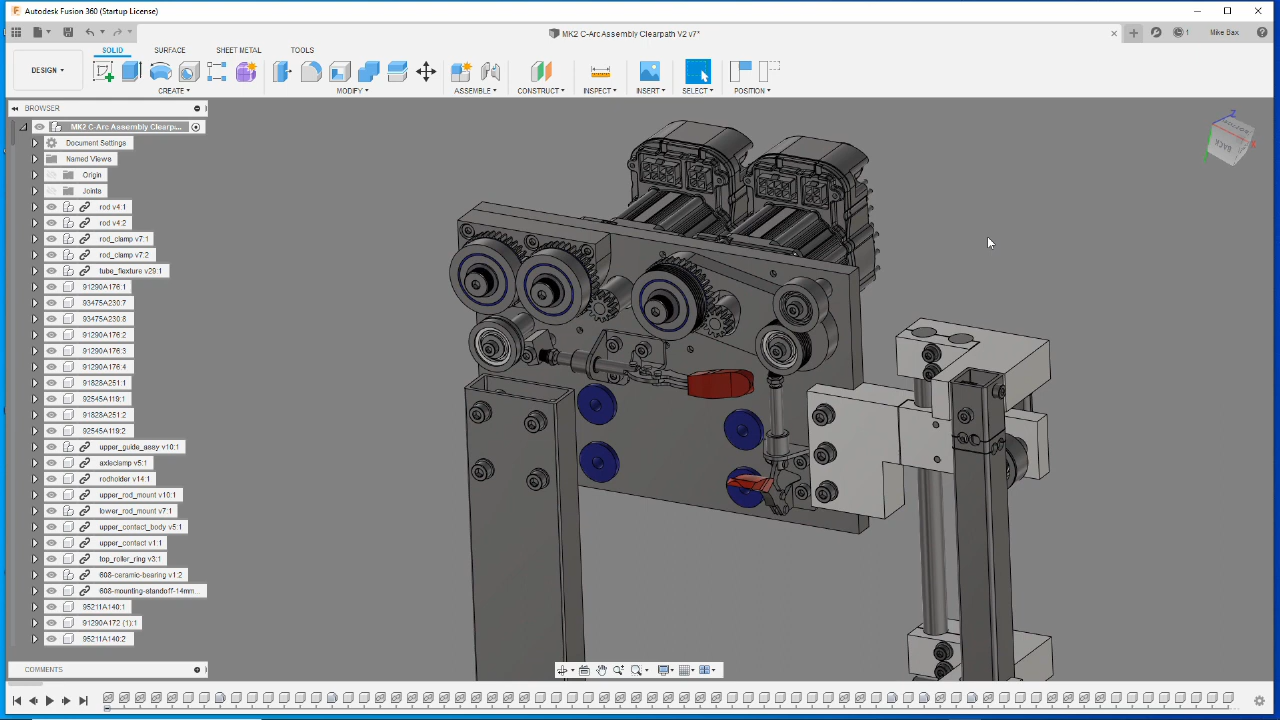 Autodesk Fusion 360 (Startup License)
MK2 C-Arc Assembly Clearpath V2 v7*
1
Mike Bax
DESIGN
SOLID
SURFACE
SHEET METAL
TOOLS
CREATE
MODIFY
ASSEMBLE
CONSTRUCT
INSPECT
INSERT
SELECT
POSITION
BROWSER
MK2 C-Arc Assembly Clearp...
Document Settings
Named Views
Origin
Joints
rod v4:1
rod v4:2
rod_clamp v7:1
rod_clamp v7:2
tube_flexture v29:1
91290A176:1
93475A230:7
93475A230:8
91290A176:2
91290A176:3
91290A176:4
91828A251:1
92545A119:1
91828A251:2
92545A119:2
upper_guide_assy v10:1
axleclamp v5:1
rodholder v14:1
upper_rod_mount v10:1
lower_rod_mount v7:1
upper_contact_body v5:1
upper_contact v1:1
top_roller_ring v3:1
608-ceramic-bearing v1:2
608-mounting-standoff-14mm...
95211A140:1
91290A172 (1):1
95211A140:2
COMMENTS
Z
X
BACK